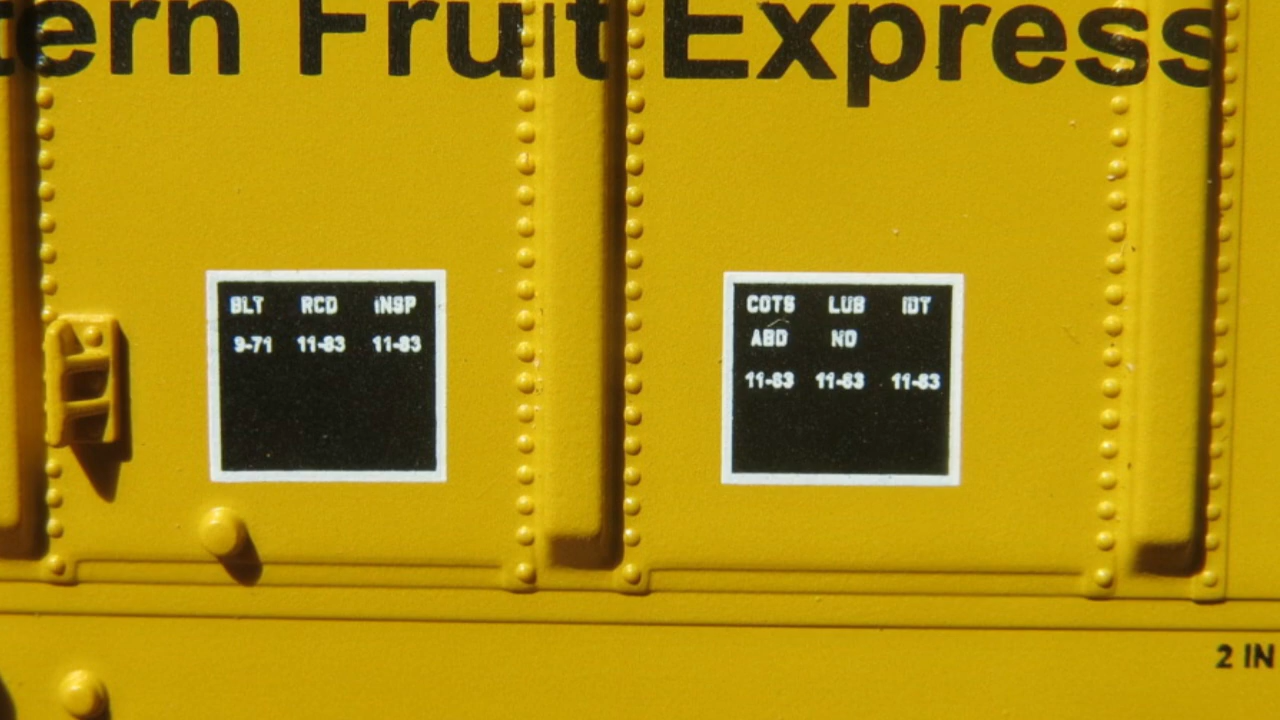 tern Fruit Express
BLT RCD INSP
9-71 11-83 11-83
COTS LUB IDT
ABD ND
11-83 11-83 11-83
2 IN